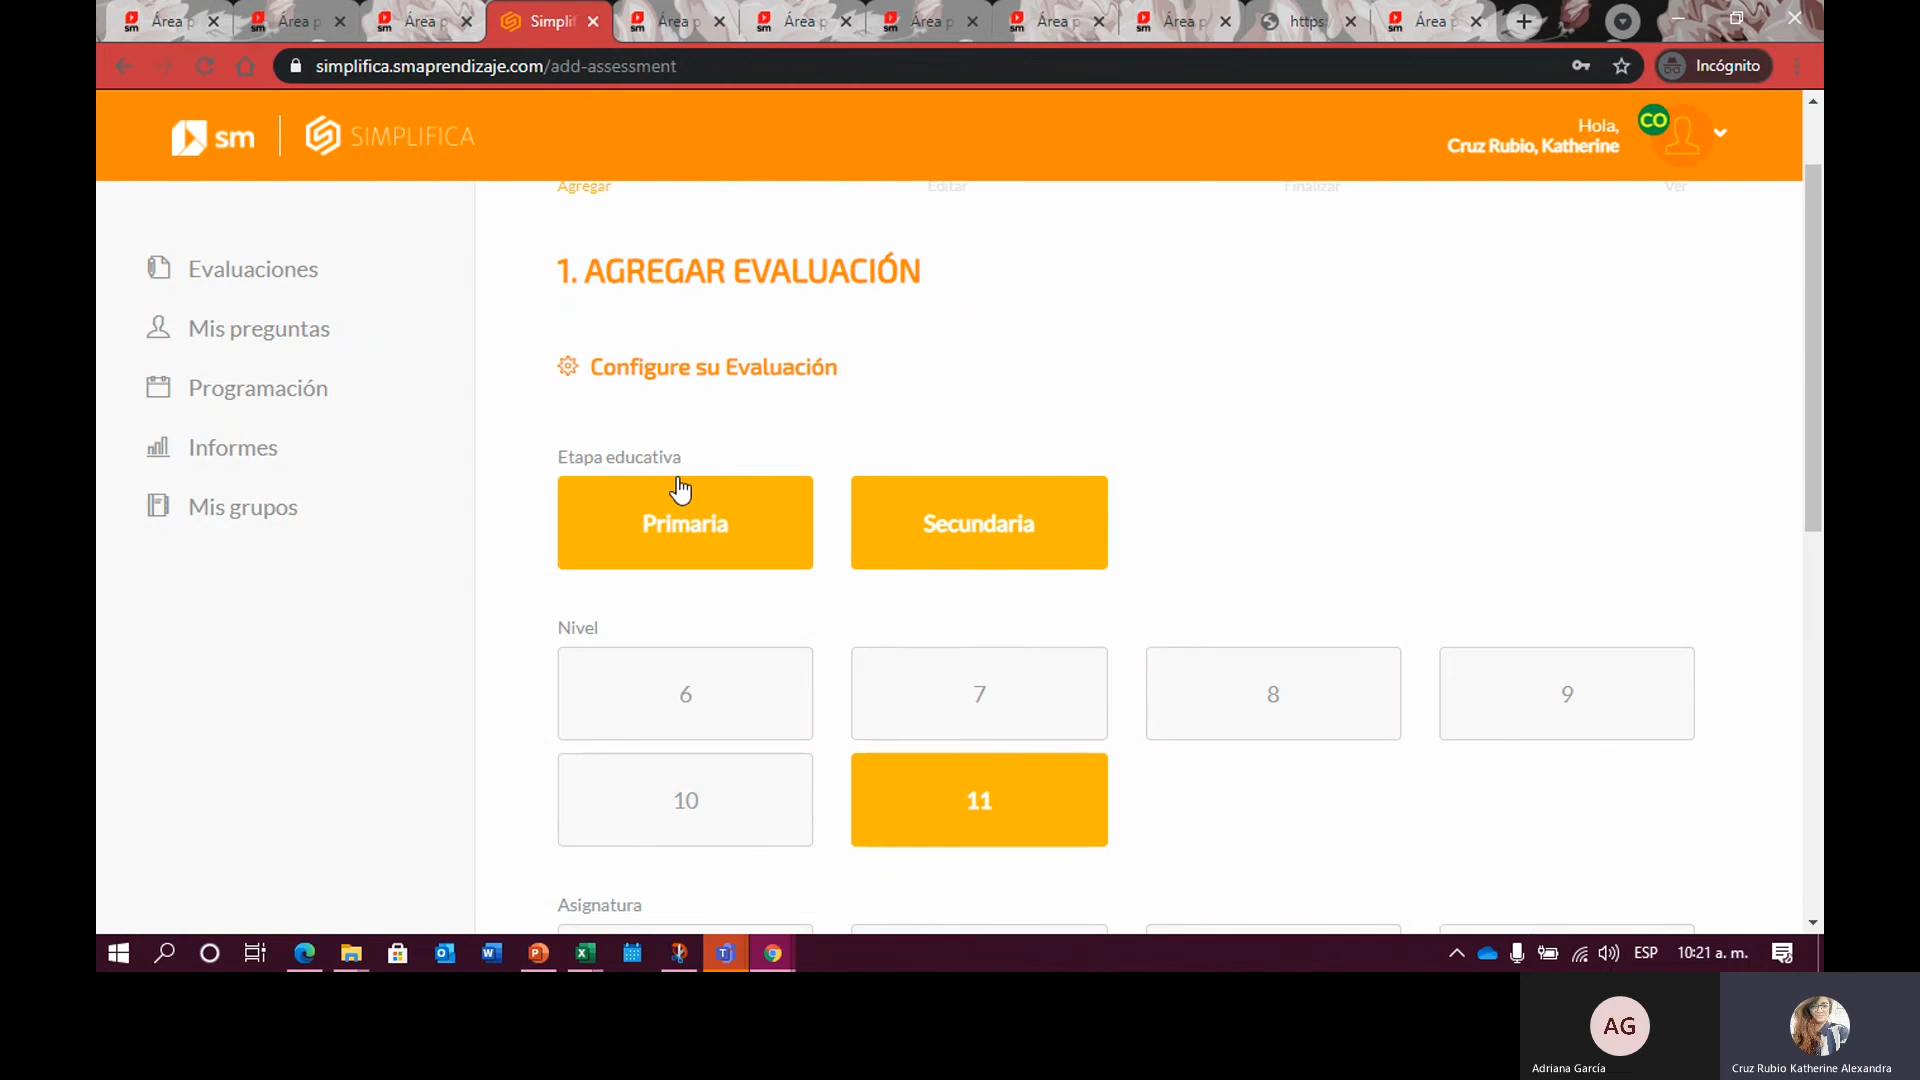 Área p
Área p
Área p
Simplif
Área p
Área p
Área p
Área p
Área p
https:
Área p
simplifica.smaprendizaje.com/add-assessment
Incógnito
sm
SIMPLIFICA
Hola,
Cruz Rubio, Katherine
CO
Agregar
Editar
Finalizar
Ver
Evaluaciones
Mis preguntas
Programación
Informes
Mis grupos
1. AGREGAR EVALUACIÓN
Configure su Evaluación
Etapa educativa
Primaria
Secundaria
Nivel
6
7
8
9
10
11
Asignatura
ESP
10:21 a. m.
AG
Adriana García
Cruz Rubio Katherine Alexandra